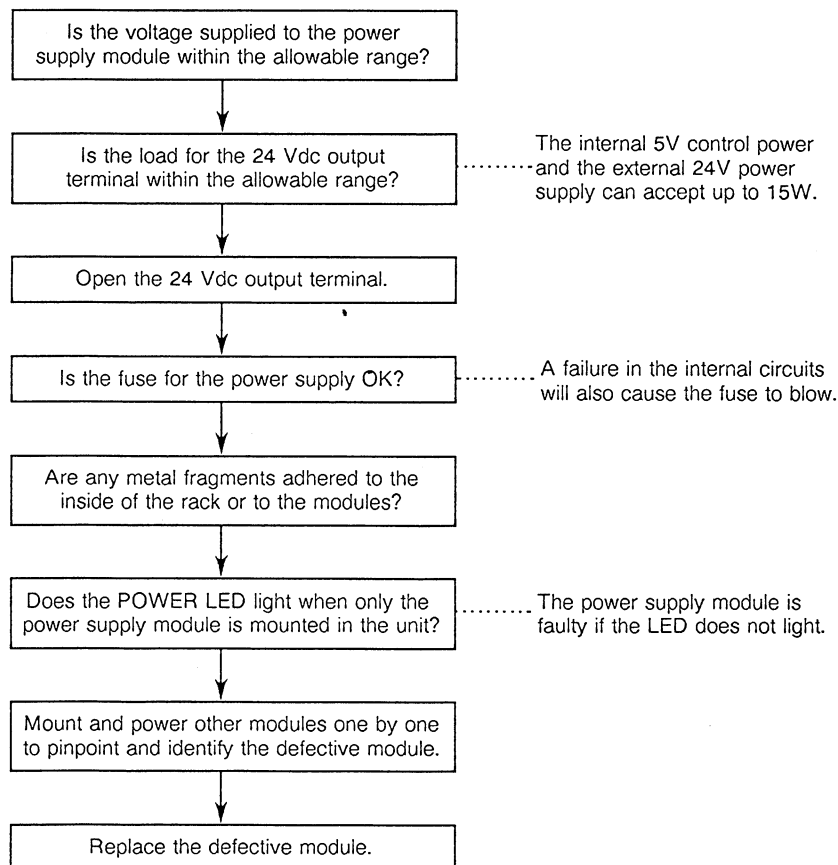 Is the voltage supplied to the power
supply module within the allowable range?
Is the load for the 24 Vdc output
terminal within the allowable range?
The internal 5V control power
and the external 24V power
supply can accept up to 15W.
Open the 24 Vdc output terminal.
Is the fuse for the power supply OK?
A failure in the internal circuits
will also cause the fuse to blow.
Are any metal fragments adhered to the
inside of the rack or to the modules?
Does the POWER LED light when only the
power supply module is mounted in the unit?
The power supply module is
faulty if the LED does not light.
Mount and power other modules one by one
to pinpoint and identify the defective module.
Replace the defective module.